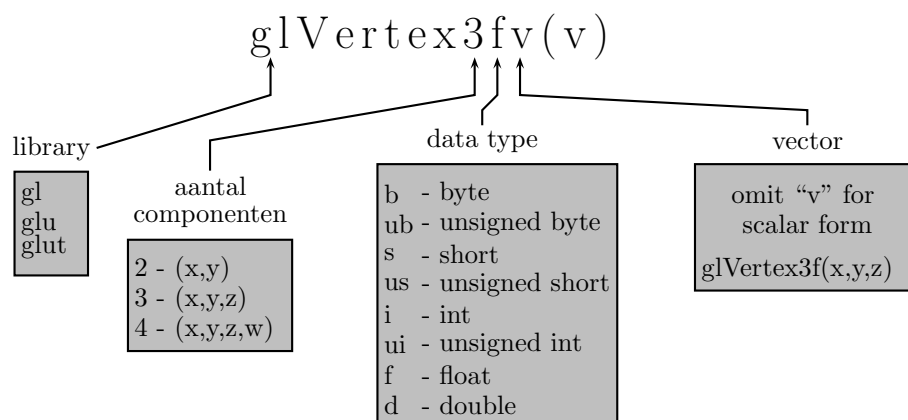 glVertex3fv(v)
library
gl
glu
glut
aantal
componenten
2 - (x,y)
3 - (x,y,z)
4 - (x,y,z,w)
data type
b - byte
ub - unsigned byte
s - short
us - unsigned short
i - int
ui - unsigned int
f - float
d - double
vector
omit “v” for
scalar form
glVertex3f(x,y,z)